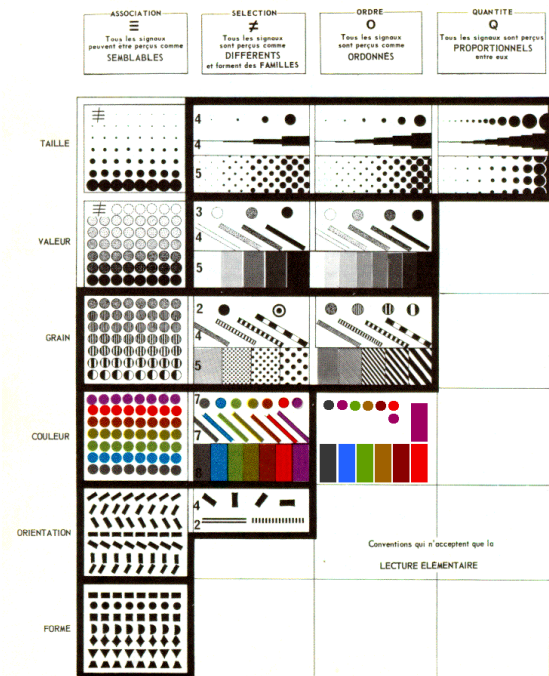 ASSOCIATION
≡
Tous les signaux
peuvent être perçus comme
SEMBLABLES
SELECTION
≠
Tous les signaux
sont perçus comme
DIFFÉRENTS
et forment des FAMILLES
ORDRE
O
Tous les signaux
sont perçus comme
ORDONNÉS
QUANTITE
Q
Tous les signaux sont perçus
PROPORTIONNELS
entre eux
TAILLE
≠
4
4
5
VALEUR
≠
3
4
5
GRAIN
2
4
5
COULEUR
7
7
8
ORIENTATION
4
2
Conventions qui n'acceptent que la
LECTURE ELEMENTAIRE
FORME